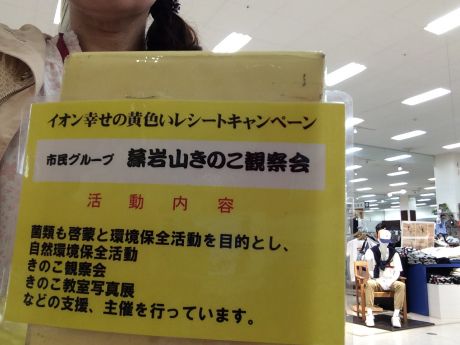 イオン幸せの黄色いレシートキャンペーン
市民グループ 藻岩山きのこ観察会
活動内容
菌類も啓蒙と環境保全活動を目的とし、
自然環境保全活動
きのこ観察会
きのこ教室写真展
などの支援、主催を行っています。